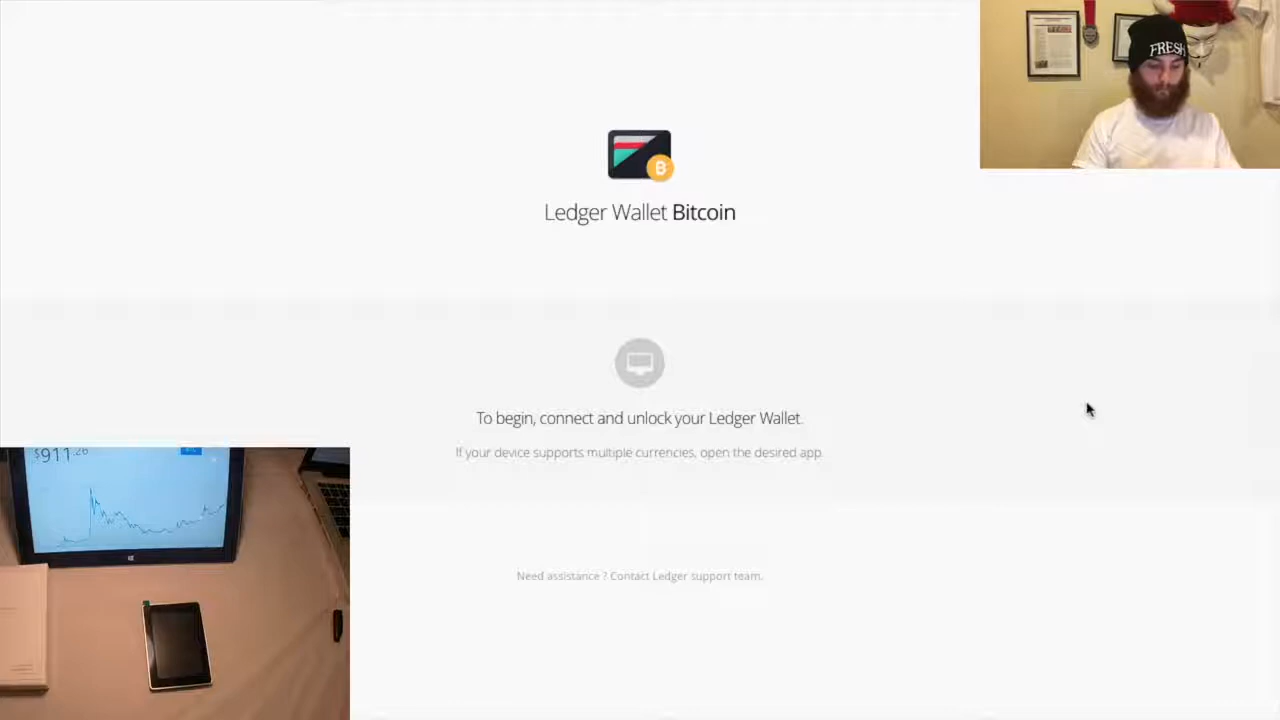 FRESH
B
Ledger Wallet Bitcoin
To begin, connect and unlock your Ledger Wallet.
If your device supports multiple currencies, open the desired app.
$911.26
Need assistance ? Contact Ledger support team.